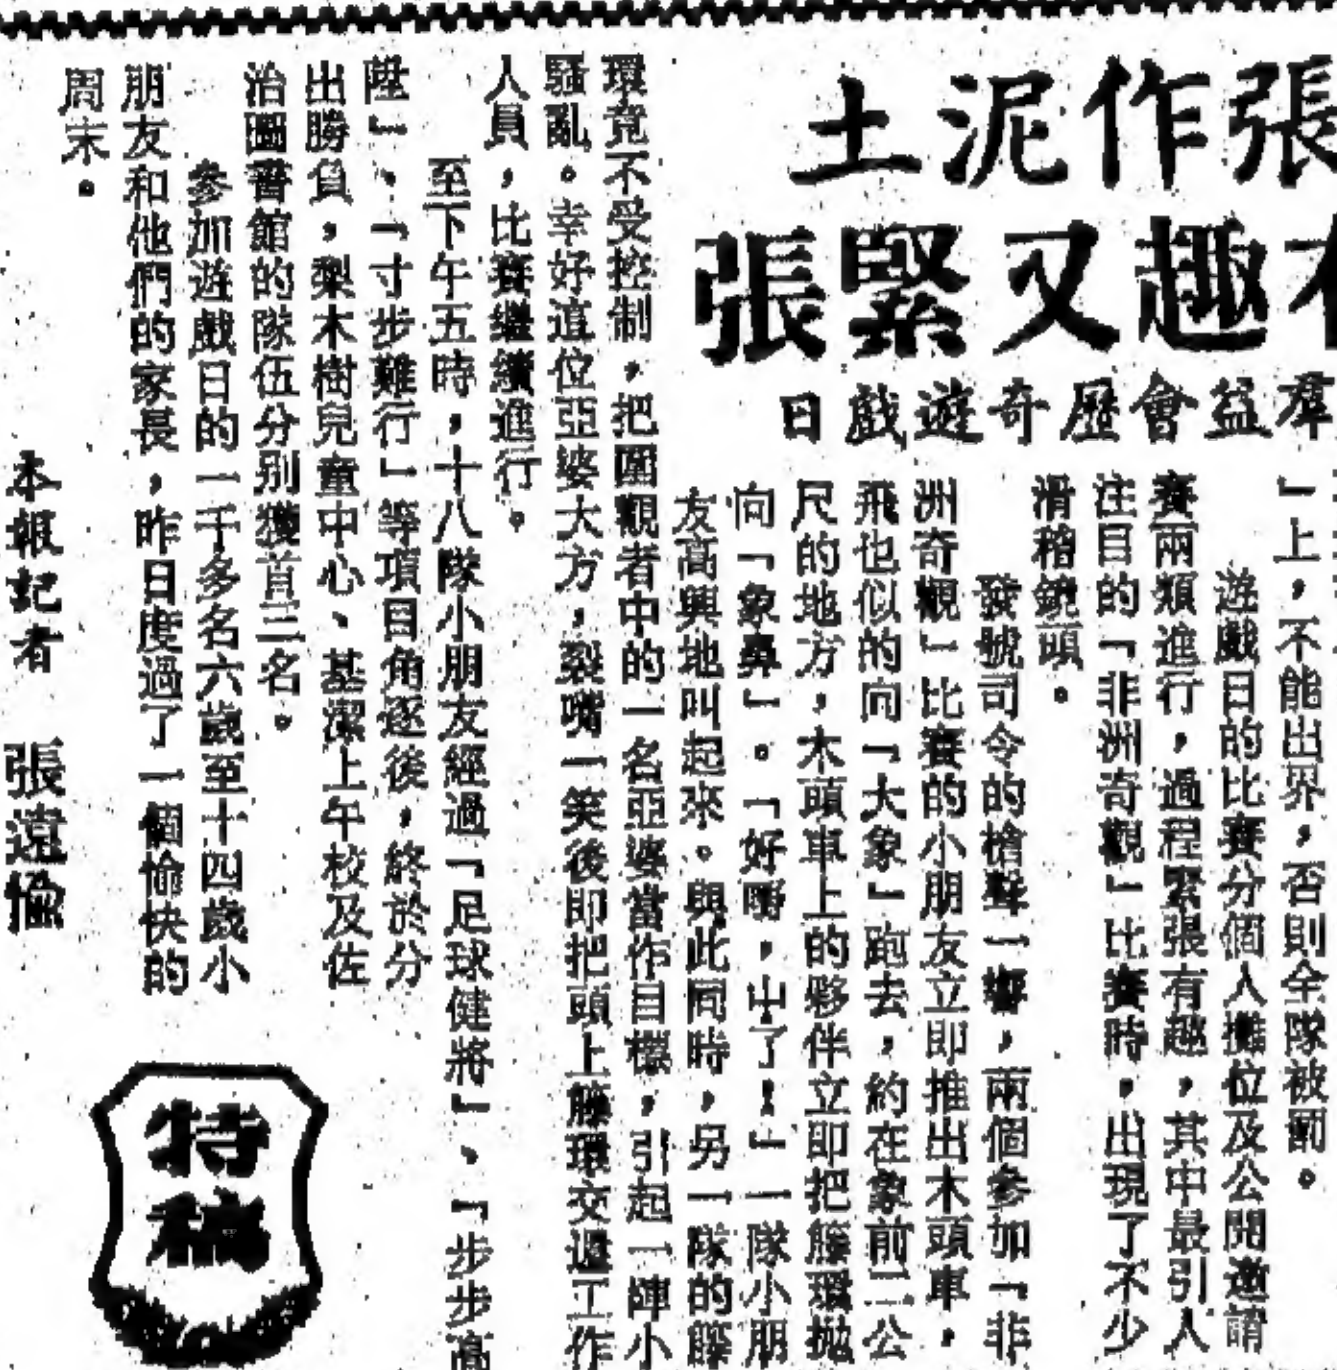 張作泥土
趣又緊張
羣益會歷奇遊戲日
一上，不能出界，否則全隊被罰。
遊戲日的比賽分個人攤位及公開邀請
賽兩類進行，過程緊張有趣，其中最引人
注目的「非洲奇觀」比賽時，出現了不少
滑稽鏡頭。
發號司令的槍聲一響，兩個參加「非
洲奇觀」比賽的小朋友立即推出木頭車，
飛也似的向「大象」跑去，約在象前二公
尺的地方，木頭車上的夥伴立即把籐環拋
向「象鼻」。「好嘢，中了！」一隊小朋
友高興地叫起來。與此同時，另一隊的籐
環竟不受控制，把圍觀者中的一名亞婆當作目標，引起一陣小
騷亂。幸好這位亞婆大方，裂嘴一笑後即把頭上籐環交還工作
人員，比賽繼續進行。
至下午五時，十八隊小朋友經過「足球健將」、「步步高
陞」、「寸步難行」等項目角逐後，終於分
出勝負，梨木樹兒童中心、基潔上午校及佐
治圖書館的隊伍分别獲首三名。
參加遊戲日的一千多名六歲至十四歲小
朋友和他們的家長，昨日度過了一個愉快的
周末。
本報記者 張遠愉
特稿